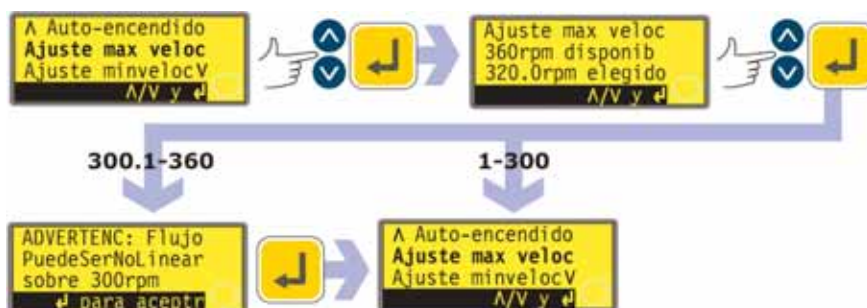 Λ Auto-encendido
Ajuste max veloc
Ajuste minvelocV
Λ/V y ↲
Ajuste max veloc
360rpm disponib
320.0rpm elegido
Λ/V y ↲
300.1-360
1-300
ADVERTENC: Flujo
PuedeSerNoLinear
sobre 300rpm
↲ para aceptr
Λ Auto-encendido
Ajuste max veloc
Ajuste minvelocV
Λ/V y ↲